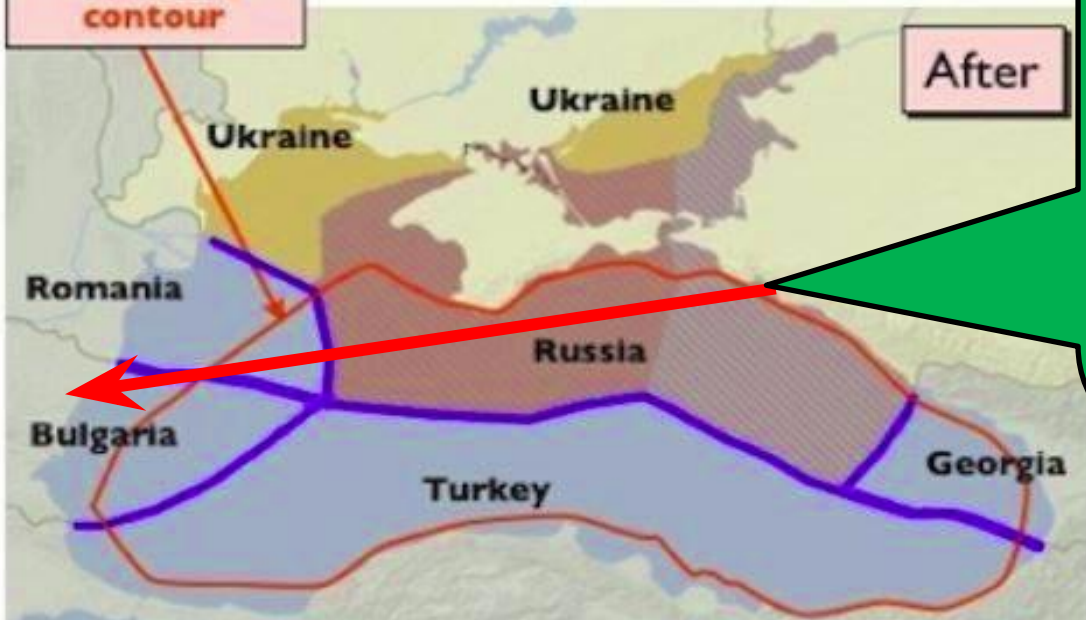 contour
After
Ukraine
Ukraine
Romania
Russia
Bulgaria
Georgia
Turkey